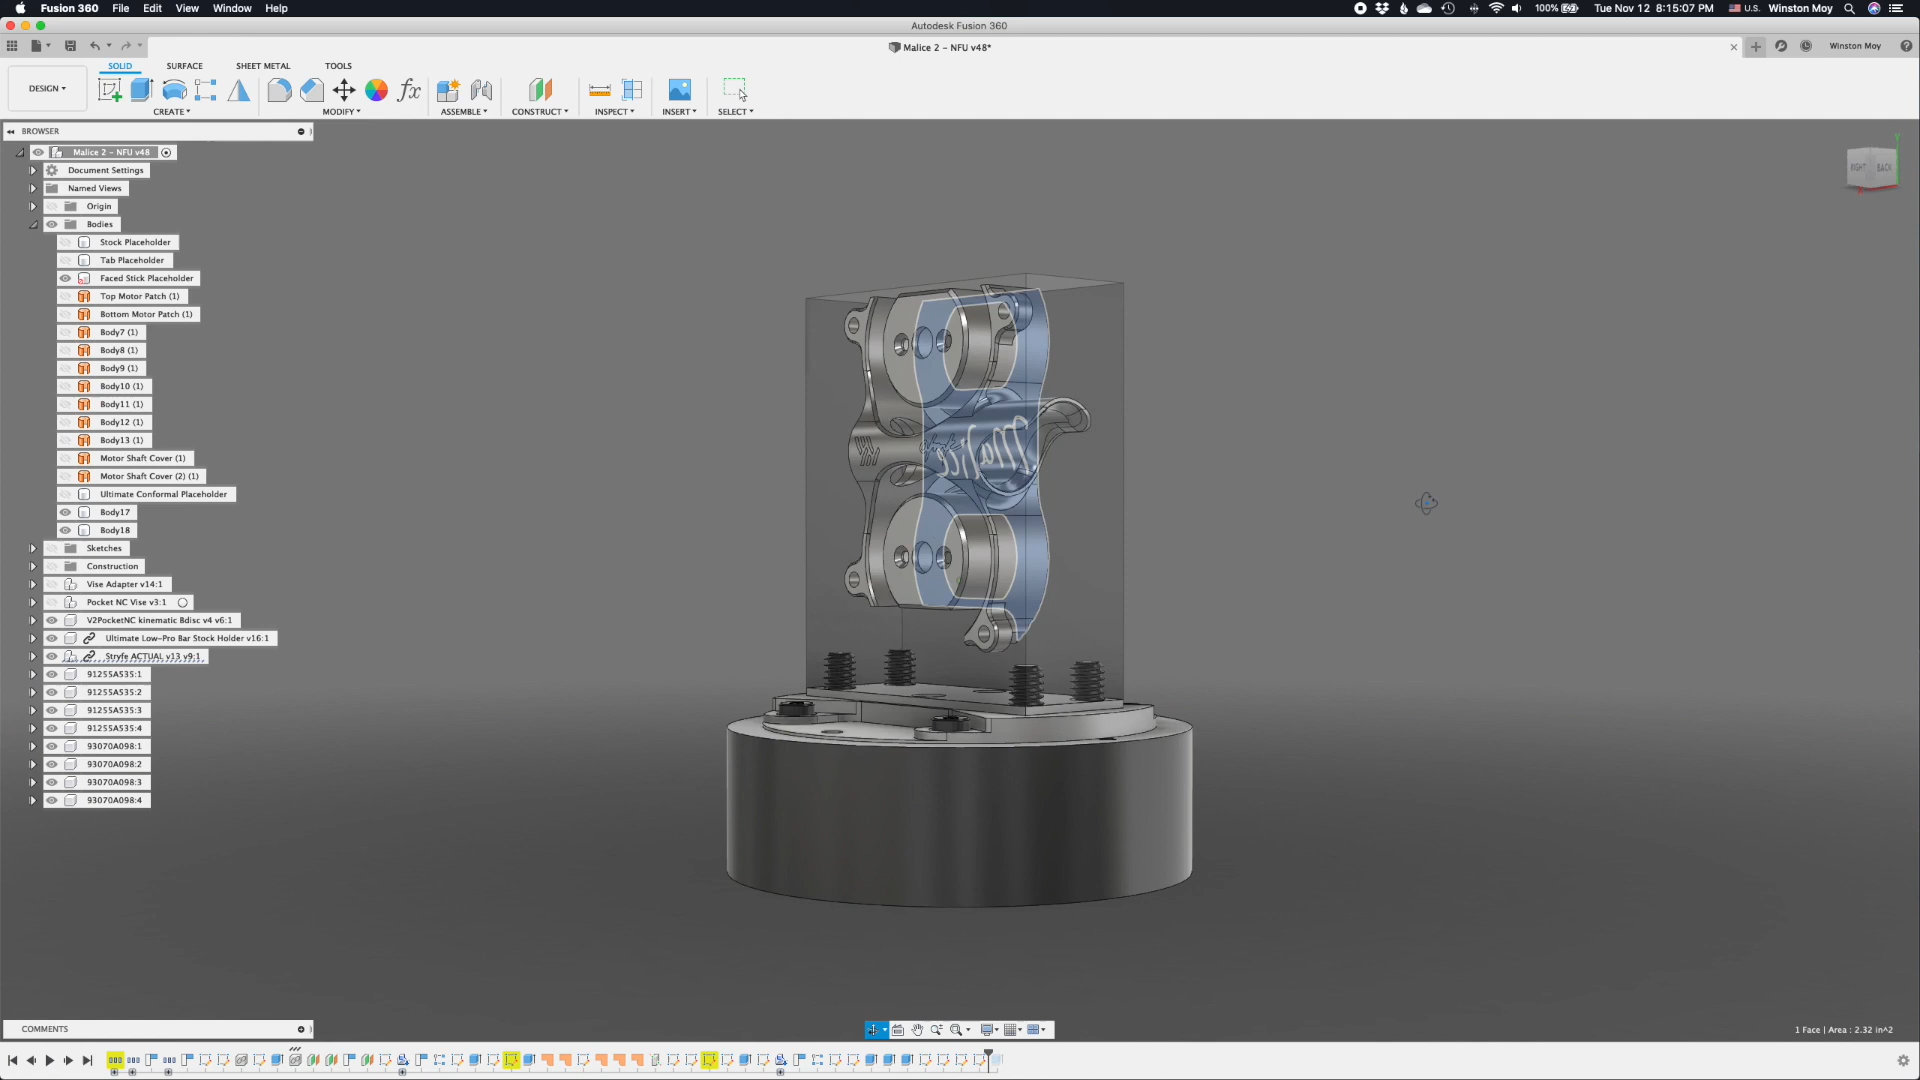 Fusion 360 File Edit View Window Help 100% U.S. Tue Nov 12 8:15:07 PM Winston Moy
Autodesk Fusion 360
Malice 2 - NFU v48*
Winston Moy
SOLID SURFACE SHEET METAL TOOLS
DESIGN
fx
CREATE MODIFY ASSEMBLE CONSTRUCT INSPECT INSERT SELECT
BROWSER
Malice 2 - NFU v48
Document Settings
Named Views
Origin
Bodies
Stock Placeholder
Tab Placeholder
Faced Stick Placeholder
Top Motor Patch (1)
Bottom Motor Patch (1)
Body7 (1)
Body8 (1)
Body9 (1)
Body10 (1)
Body11 (1)
Body12 (1)
Body13 (1)
Motor Shaft Cover (1)
Motor Shaft Cover (2) (1)
Ultimate Conformal Placeholder
Body17
Body18
Sketches
Construction
Vise Adapter v14:1
Pocket NC Vise v3:1
V2PocketNC kinematic Bdisc v4 v6:1
Ultimate Low-Pro Bar Stock Holder v16:1
Stryfe ACTUAL v13 v9:1
91255A535:1
91255A535:2
91255A535:3
91255A535:4
93070A098:1
93070A098:2
93070A098:3
93070A098:4
RIGHT BACK
Malice
COMMENTS
1 Face | Area : 2.32 in^2